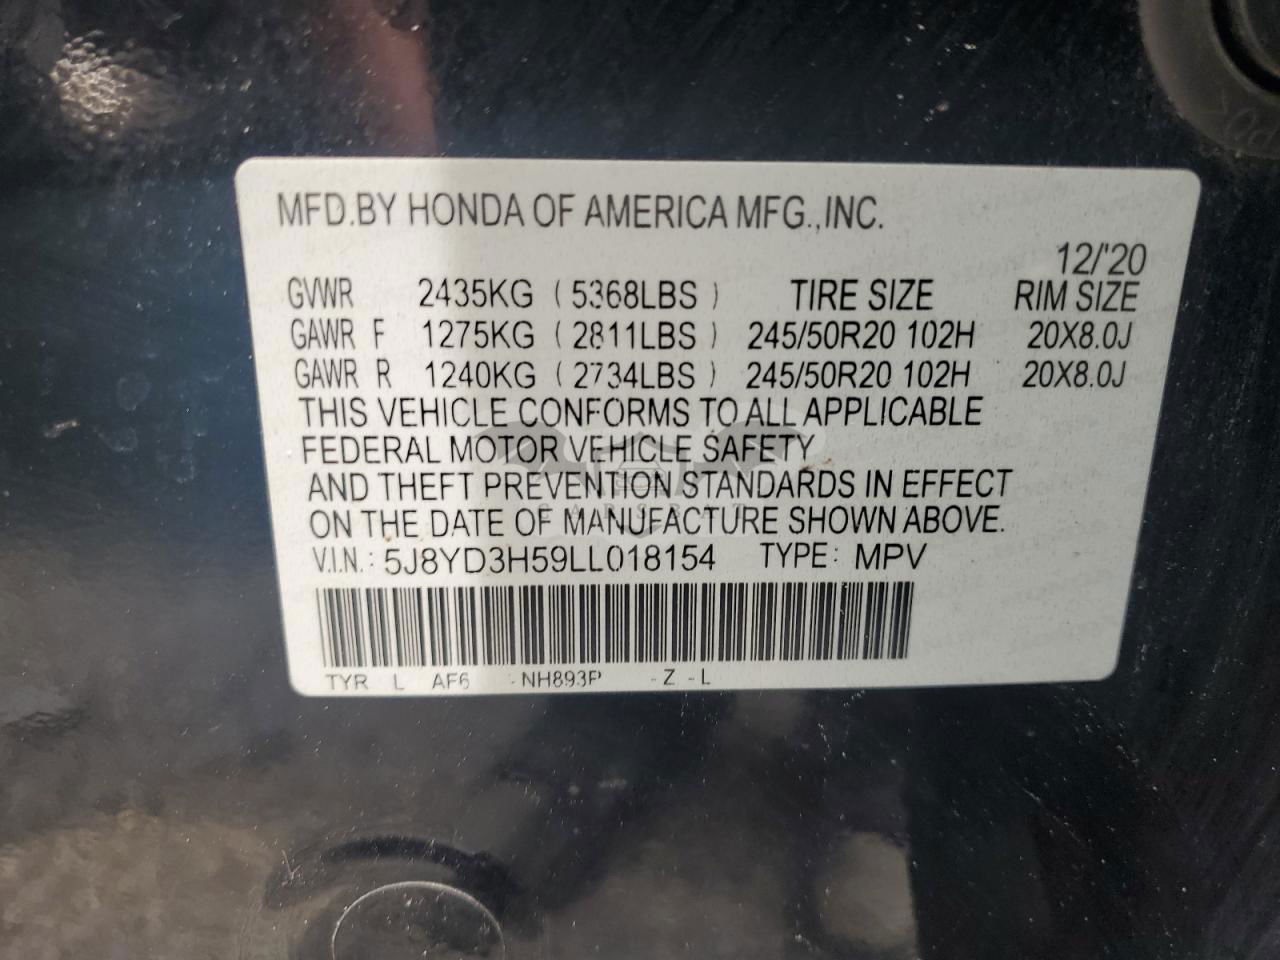 MFD.BY HONDA OF AMERICA MFG.,INC.
12/'20
GVWR 2435KG ( 5368LBS ) TIRE SIZE RIM SIZE
GAWR F 1275KG ( 2811LBS ) 245/50R20 102H 20X8.0J
GAWR R 1240KG ( 2734LBS ) 245/50R20 102H 20X8.0J
THIS VEHICLE CONFORMS TO ALL APPLICABLE
FEDERAL MOTOR VEHICLE SAFETY
AND THEFT PREVENTION STANDARDS IN EFFECT
ON THE DATE OF MANUFACTURE SHOWN ABOVE.
V.I.N.: 5J8YD3H59LL018154 TYPE: MPV
TYR L AF6 - NH893P - Z - L